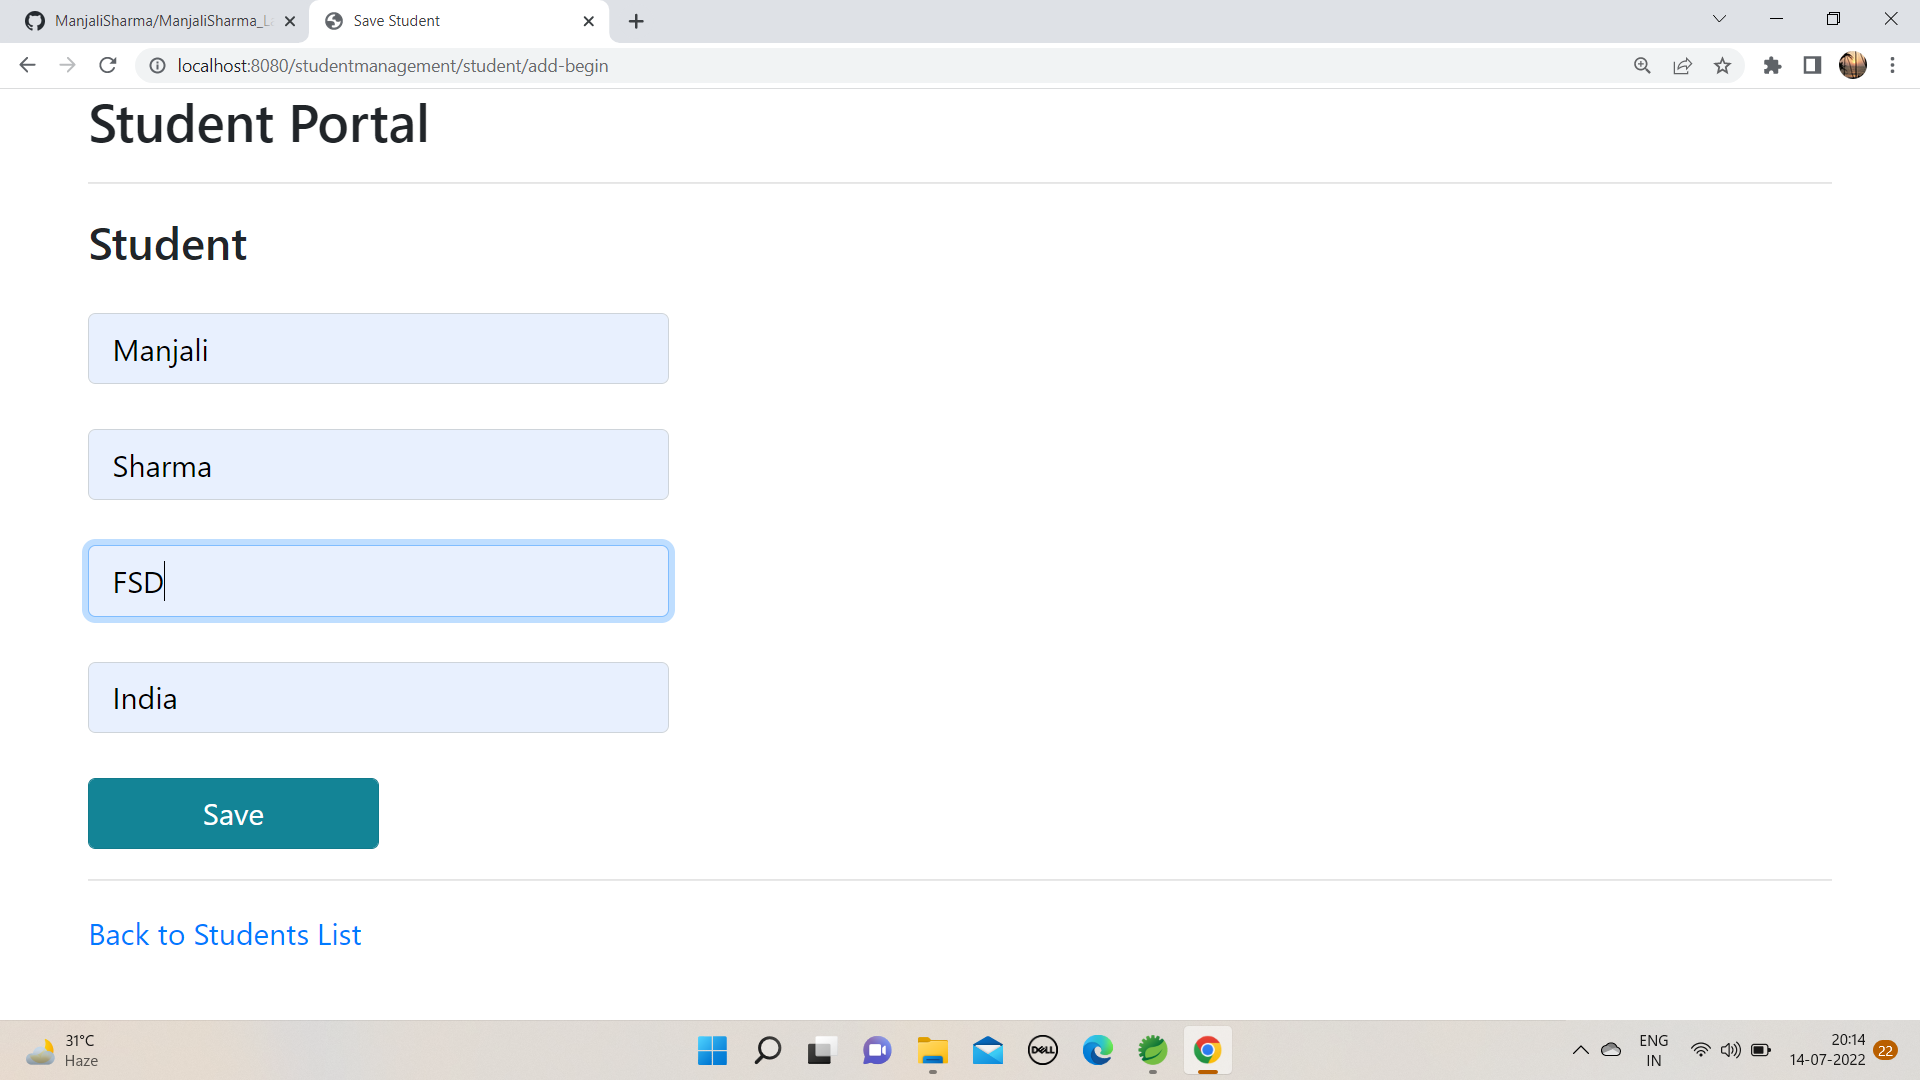 ManjaliSharma/ManjaliSharma_L
Save Student
localhost:8080/studentmanagement/student/add-begin
Student Portal
Student
Manjali
Sharma
FSD
India
Save
Back to Students List
31°C
Haze
DELL
ENG
IN
20:14
14-07-2022
22